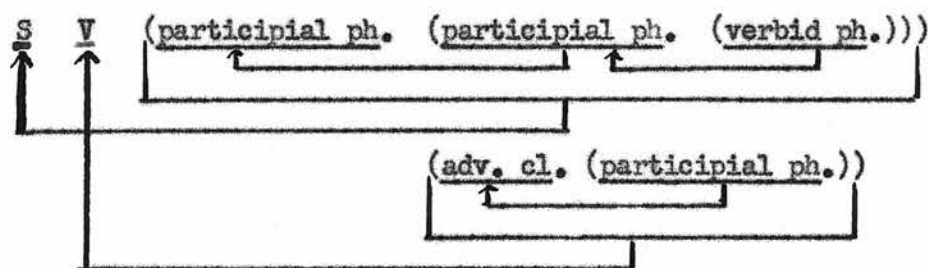 S V (participial ph. (participial ph. (verbid ph.)))
(adv. cl. (participial ph.))